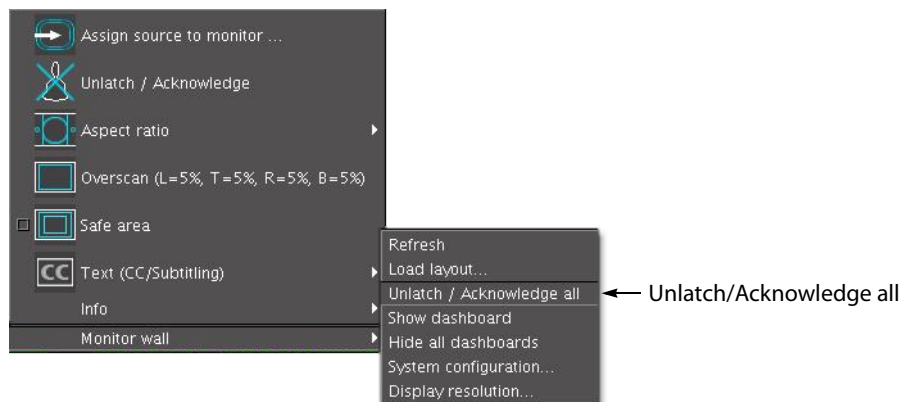 Assign source to monitor ...
Unlatch / Acknowledge
Aspect ratio
Overscan (L=5%, T=5%, R=5%, B=5%)
Safe area
CC Text (CC/Subtitling)
Info
Monitor wall
Refresh
Load layout...
Unlatch / Acknowledge all
Show dashboard
Hide all dashboards
System configuration...
Display resolution...
Unlatch/Acknowledge all